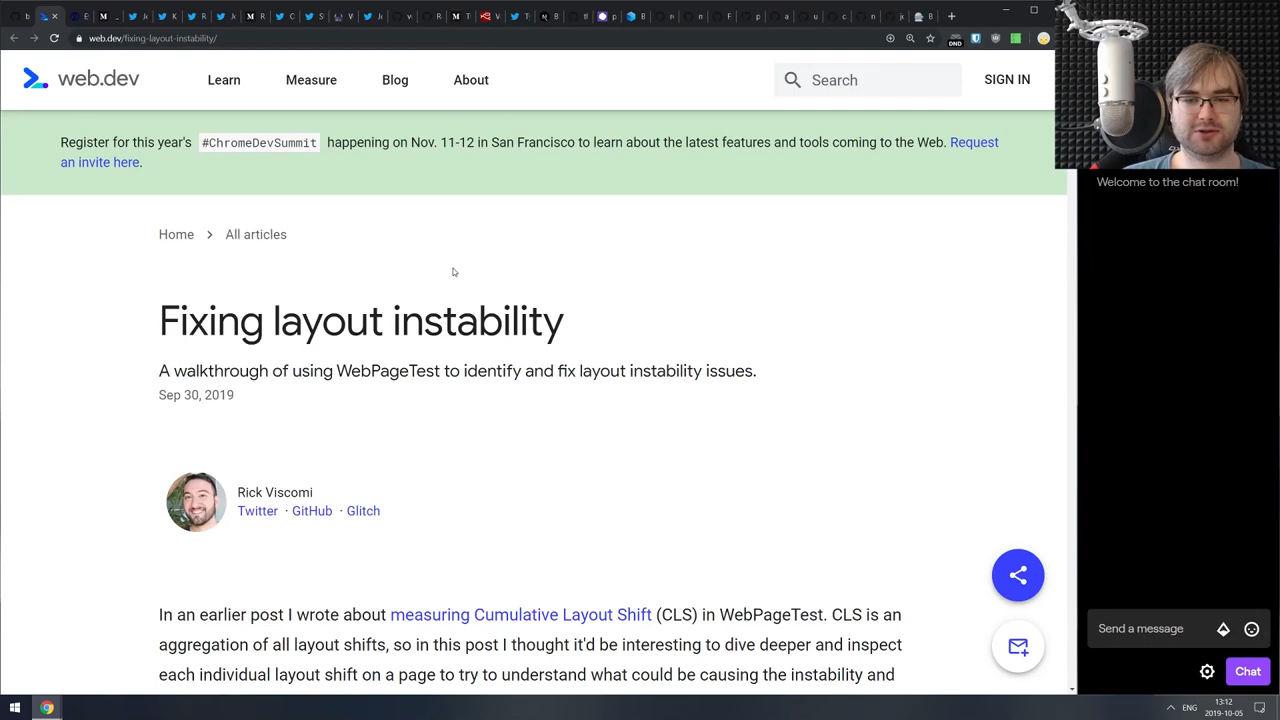 web.dev/fixing-layout-instability/
DND
web.dev
Learn
Measure
Blog
About
Search
SIGN IN
Register for this year's #ChromeDevSummit happening on Nov. 11-12 in San Francisco to learn about the latest features and tools coming to the Web. Request
an invite here.
Welcome to the chat room!
Home
All articles
Fixing layout instability
A walkthrough of using WebPageTest to identify and fix layout instability issues.
Sep 30, 2019
Rick Viscomi
Twitter · GitHub · Glitch
In an earlier post I wrote about measuring Cumulative Layout Shift (CLS) in WebPageTest. CLS is an
aggregation of all layout shifts, so in this post I thought it'd be interesting to dive deeper and inspect
each individual layout shift on a page to try to understand what could be causing the instability and
Send a message
Chat
ENG
13:12
2019-10-05